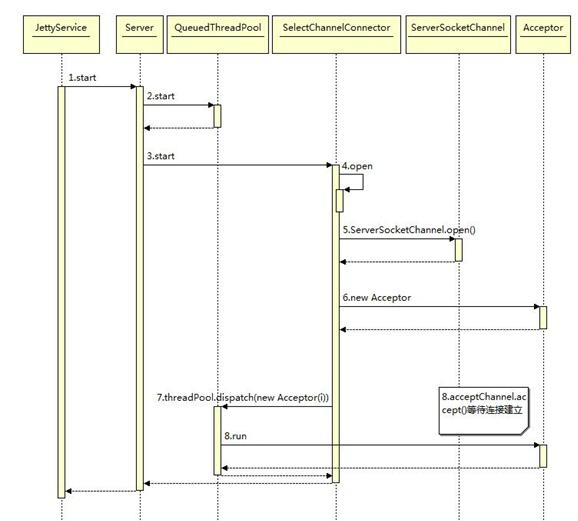 JettyService
Server
QueuedThreadPool
SelectChannelConnector
ServerSocketChannel
Acceptor
1.start
2.start
3.start
4.open
5.ServerSocketChannel.open()
6.new Acceptor
7.threadPool.dispatch(new Acceptor(i))
8.acceptChannel.ac
cept()等待连接建立
8.run